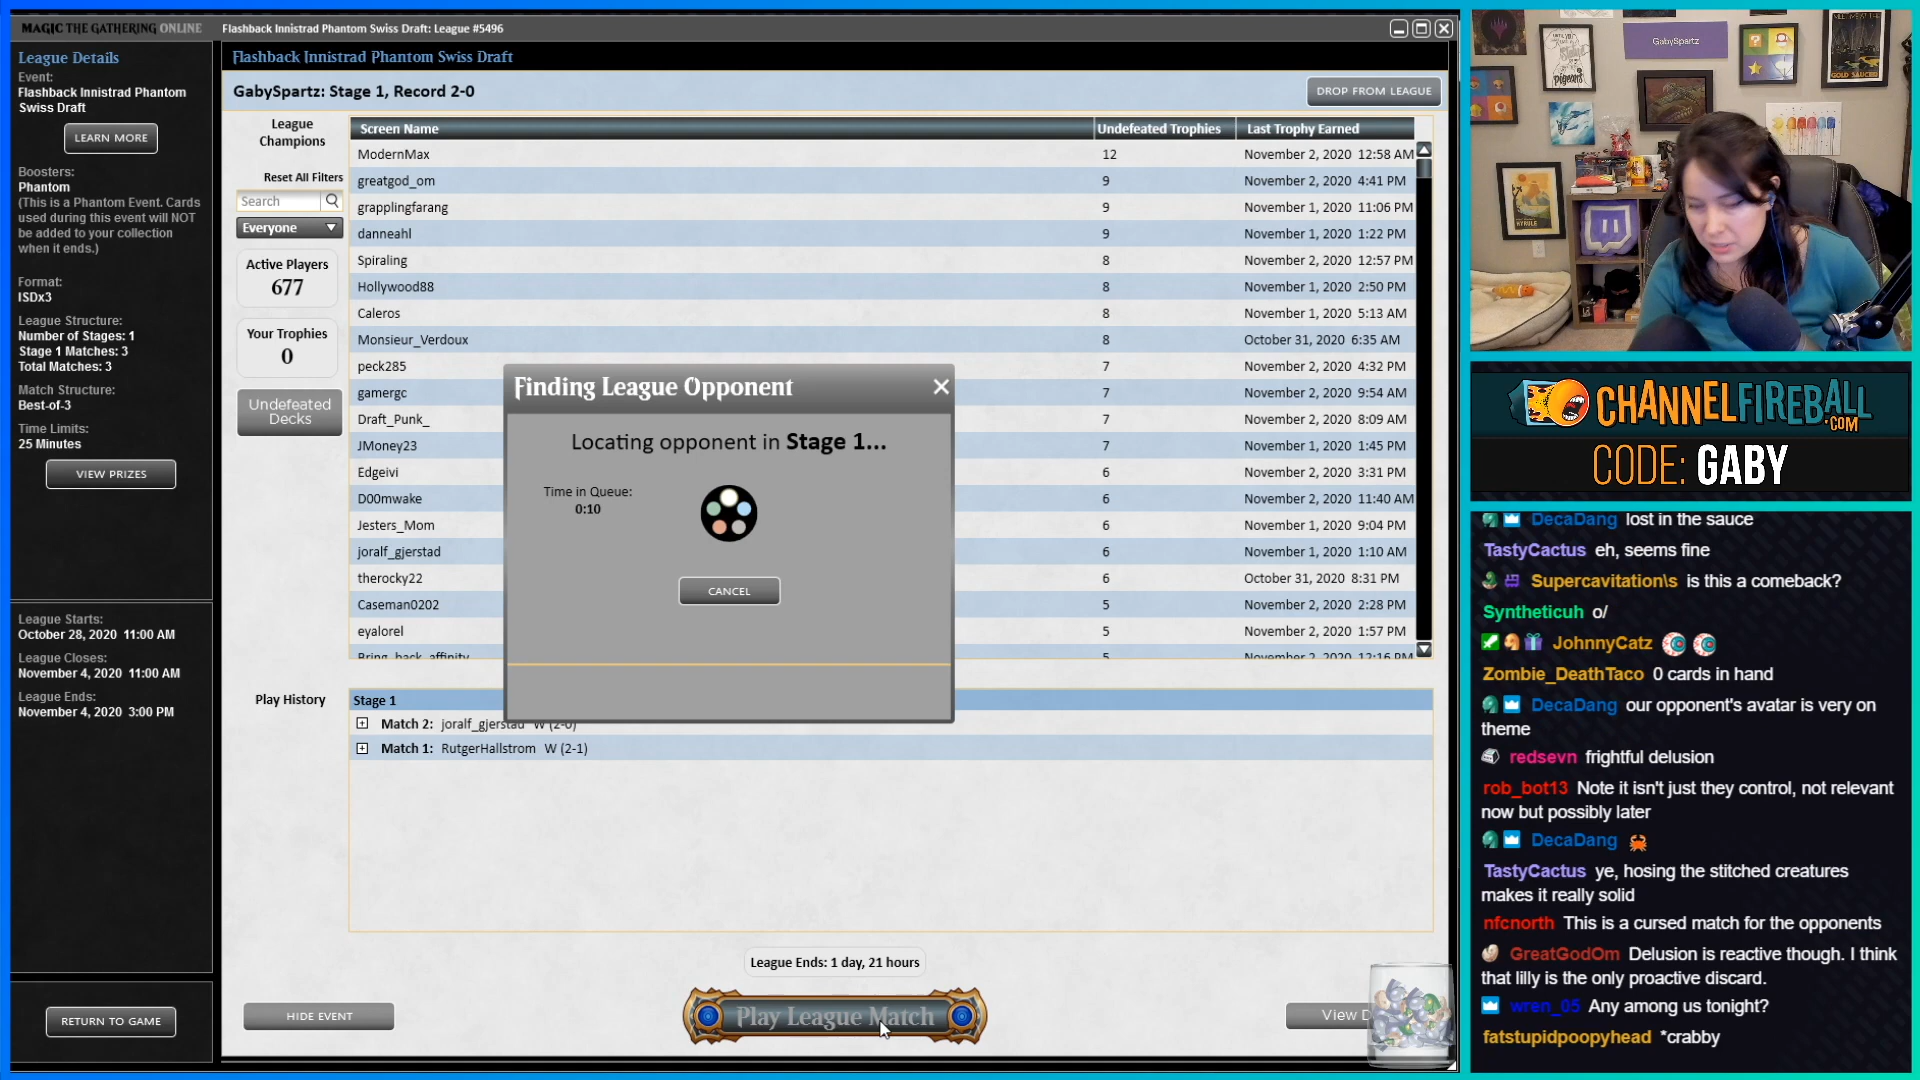 MAGIC THE GATHERING ONLINE
Flashback Innistrad Phantom Swiss Draft: League #5496
League Details
Event:
Flashback Innistrad Phantom
Swiss Draft
LEARN MORE
Boosters:
Phantom
(This is a Phantom Event. Cards
used during this event will NOT
be added to your collection
when it ends.)
Format:
ISDx3
League Structure:
Number of Stages: 1
Stage 1 Matches: 3
Total Matches: 3
Match Structure:
Best-of-3
Time Limits:
25 Minutes
VIEW PRIZES
League Starts:
October 28, 2020 11:00 AM
League Closes:
November 4, 2020 11:00 AM
League Ends:
November 4, 2020 3:00 PM
RETURN TO GAME
Flashback Innistrad Phantom Swiss Draft
GabySpartz: Stage 1, Record 2-0
DROP FROM LEAGUE
League
Champions
Reset All Filters
Search
Everyone
Active Players
677
Your Trophies
0
Undefeated
Decks
Screen Name Undefeated Trophies Last Trophy Earned
ModernMax 12 November 2, 2020 12:58 AM
greatgod_om 9 November 2, 2020 4:41 PM
grapplingfarang 9 November 1, 2020 11:06 PM
danneahl 9 November 1, 2020 1:22 PM
Spiraling 8 November 2, 2020 12:57 PM
Hollywood88 8 November 1, 2020 2:50 PM
Caleros 8 November 1, 2020 5:13 AM
Monsieur_Verdoux 8 October 31, 2020 6:35 AM
peck285 7 November 2, 2020 4:32 PM
gamergc 7 November 2, 2020 9:54 AM
Draft_Punk_ 7 November 2, 2020 8:09 AM
JMoney23 7 November 1, 2020 1:45 PM
Edgeivi 6 November 2, 2020 3:31 PM
D00mwake 6 November 2, 2020 11:40 AM
Jesters_Mom 6 November 1, 2020 9:04 PM
joralf_gjerstad 6 November 1, 2020 1:10 AM
therocky22 6 October 31, 2020 8:31 PM
Caseman0202 5 November 2, 2020 2:28 PM
eyalorel 5 November 2, 2020 1:57 PM
Bring_back_affinity 5 November 2, 2020 12:16 PM
Finding League Opponent
Locating opponent in Stage 1...
Time in Queue:
0:10
CANCEL
Play History
Stage 1
Match 2: joralf_gjerstad W (2-0)
Match 1: RutgerHallstrom W (2-1)
League Ends: 1 day, 21 hours
HIDE EVENT
Play League Match
View D
GabySpartz
pigeons
GOLD SAUCER
HYRULE
CHANNELFIREBALL
.COM
CODE: GABY
DecaDang lost in the sauce
TastyCactus eh, seems fine
Supercavitation\s is this a comeback?
Syntheticuh o/
JohnnyCatz
Zombie_DeathTaco 0 cards in hand
DecaDang our opponent's avatar is very on
theme
redsevn frightful delusion
rob_bot13 Note it isn't just they control, not relevant
now but possibly later
DecaDang
TastyCactus ye, hosing the stitched creatures
makes it really solid
nfcnorth This is a cursed match for the opponents
GreatGodOm Delusion is reactive though. I think
that lilly is the only proactive discard.
wren_05 Any among us tonight?
fatstupidpoopyhead *crabby